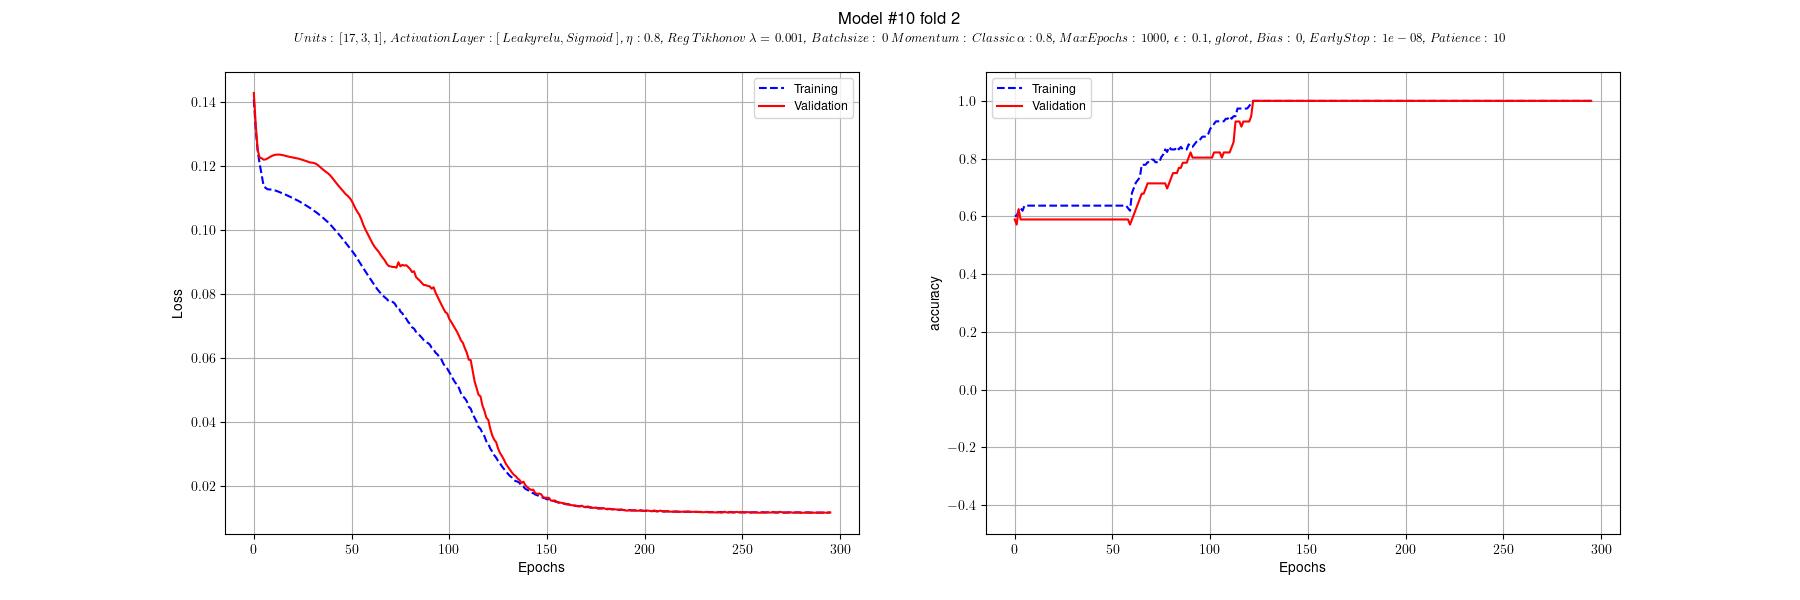 Model #10 fold 2
Units : [17, 3, 1], ActivationLayer : [ Leakyrelu, Sigmoid ], η : 0.8, Reg Tikhonov λ = 0.001, Batchsize : 0 Momentum : Classic α : 0.8, MaxEpochs : 1000, ϵ : 0.1, glorot, Bias : 0, EarlyStop : 1e − 08, Patience : 10
Training
Validation
0.14
0.12
0.10
0.08
0.06
0.04
0.02
Loss
0 50 100 150 200 250 300
Epochs
Training
Validation
1.0
0.8
0.6
0.4
0.2
0.0
−0.2
−0.4
accuracy
0 50 100 150 200 250 300
Epochs